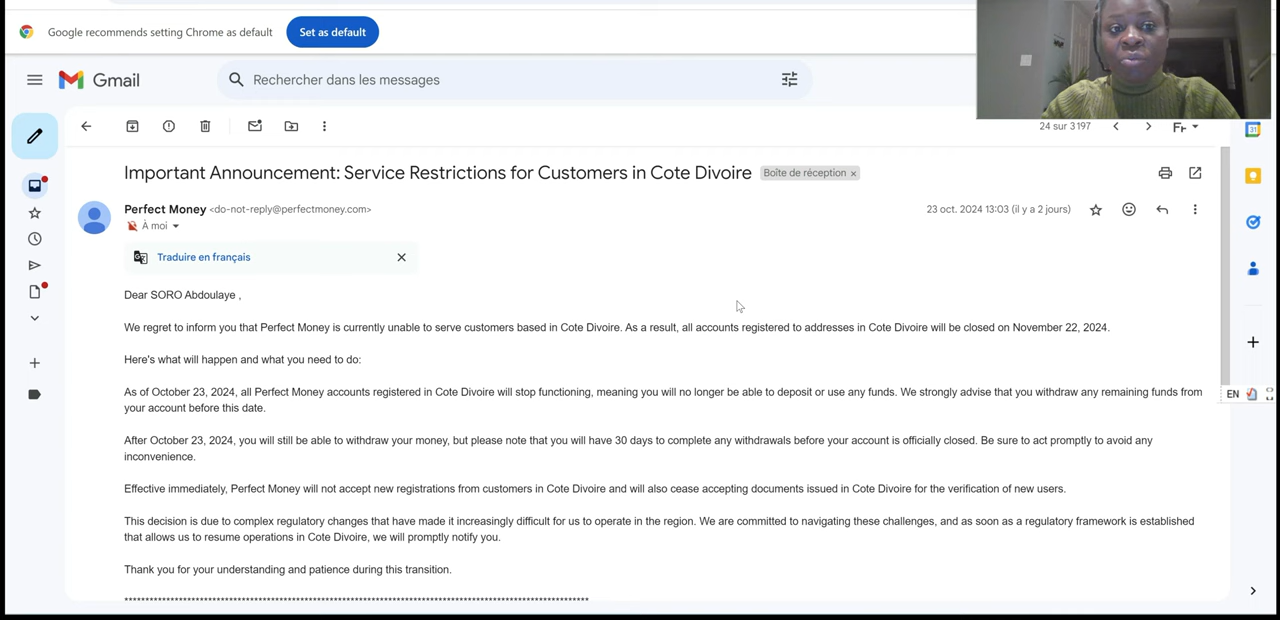 Google recommends setting Chrome as default
Set as default
Gmail
Rechercher dans les messages
24 sur 3 197
Fr
Important Announcement: Service Restrictions for Customers in Cote Divoire
Boîte de réception ×
Perfect Money <do-not-reply@perfectmoney.com>
23 oct. 2024 13:03 (il y a 2 jours)
À moi
Traduire en français
Dear SORO Abdoulaye ,
We regret to inform you that Perfect Money is currently unable to serve customers based in Cote Divoire. As a result, all accounts registered to addresses in Cote Divoire will be closed on November 22, 2024.
Here's what will happen and what you need to do:
As of October 23, 2024, all Perfect Money accounts registered in Cote Divoire will stop functioning, meaning you will no longer be able to deposit or use any funds. We strongly advise that you withdraw any remaining funds from
your account before this date.
EN
After October 23, 2024, you will still be able to withdraw your money, but please note that you will have 30 days to complete any withdrawals before your account is officially closed. Be sure to act promptly to avoid any
inconvenience.
Effective immediately, Perfect Money will not accept new registrations from customers in Cote Divoire and will also cease accepting documents issued in Cote Divoire for the verification of new users.
This decision is due to complex regulatory changes that have made it increasingly difficult for us to operate in the region. We are committed to navigating these challenges, and as soon as a regulatory framework is established
that allows us to resume operations in Cote Divoire, we will promptly notify you.
Thank you for your understanding and patience during this transition.
***************************************************************************************************************